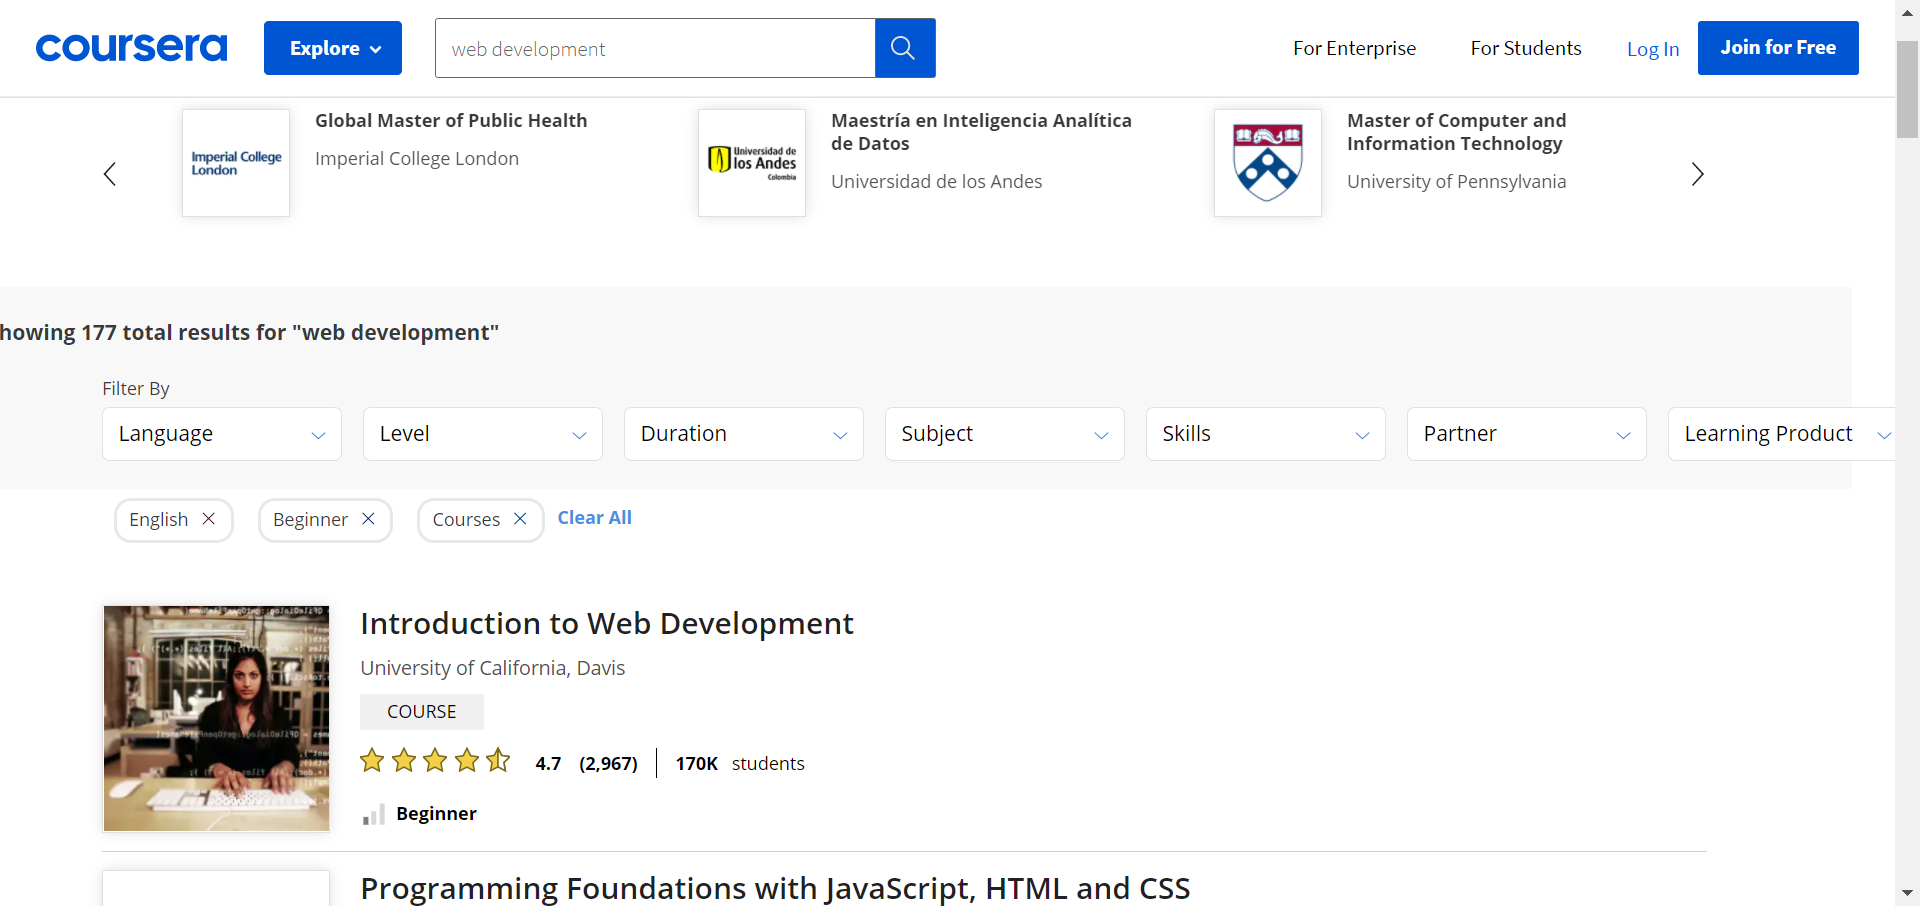 coursera
Explore
web development
For Enterprise
For Students
Log In
Join for Free
Imperial College
London
Global Master of Public Health
Imperial College London
Universidad de
los Andes
Colombia
Maestría en Inteligencia Analítica
de Datos
Universidad de los Andes
Master of Computer and
Information Technology
University of Pennsylvania
howing 177 total results for "web development"
Filter By
Language
Level
Duration
Subject
Skills
Partner
Learning Product
English
Beginner
Courses
Clear All
Introduction to Web Development
University of California, Davis
COURSE
4.7 (2,967) 170K students
Beginner
Programming Foundations with JavaScript, HTML and CSS